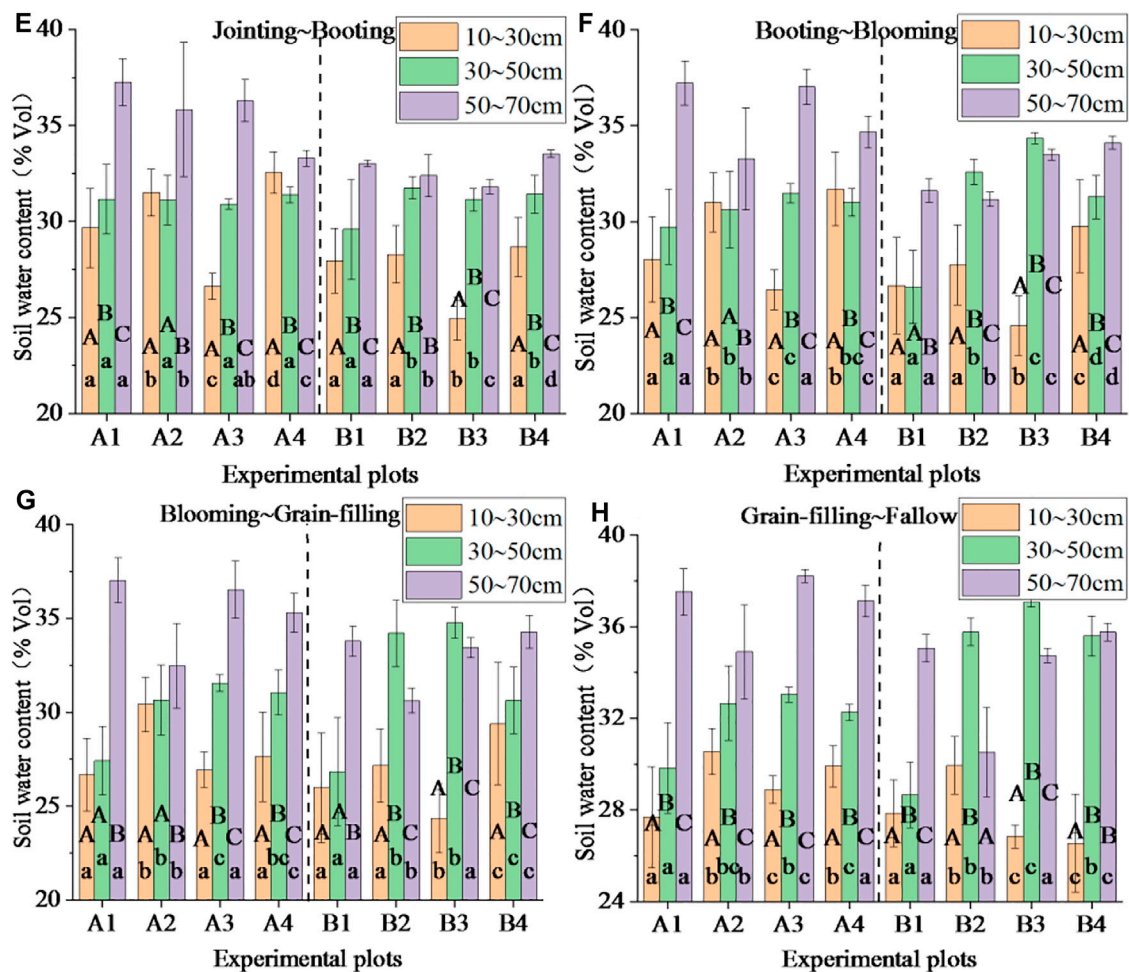 E
Jointing~Booting
10~30cm
30~50cm
50~70cm
Soil water content (% Vol)
40
35
30
25
20
A B C A A B A B C A B C A B C A B B A B C A B C
a a a b a b c a ab d a c a a a a b b b b c a b d
A1 A2 A3 A4 B1 B2 B3 B4
Experimental plots
F
Booting~Blooming
10~30cm
30~50cm
50~70cm
Soil water content (% Vol)
40
35
30
25
20
A B C A A B A B C A B C A A B A B C A B C A B C
a a a b b b c c a b bc c a a a a b b b c c c d d
A1 A2 A3 A4 B1 B2 B3 B4
Experimental plots
G
Blooming~Grain-filling
10~30cm
30~50cm
50~70cm
Soil water content (% Vol)
40
35
30
25
20
A A B A A B A B C A B C A A B A B C A B C A B C
a a a b b b a c a a bc c a a a a b b b b a c c c
A1 A2 A3 A4 B1 B2 B3 B4
Experimental plots
H
Grain-filling~Fallow
10~30cm
30~50cm
50~70cm
Soil water content (% Vol)
40
36
32
28
24
A B C A B B A B C A B C A B C A B A A B C A B B
a a a b bc b c b a b c c a a a b b b c c a c b c
A1 A2 A3 A4 B1 B2 B3 B4
Experimental plots